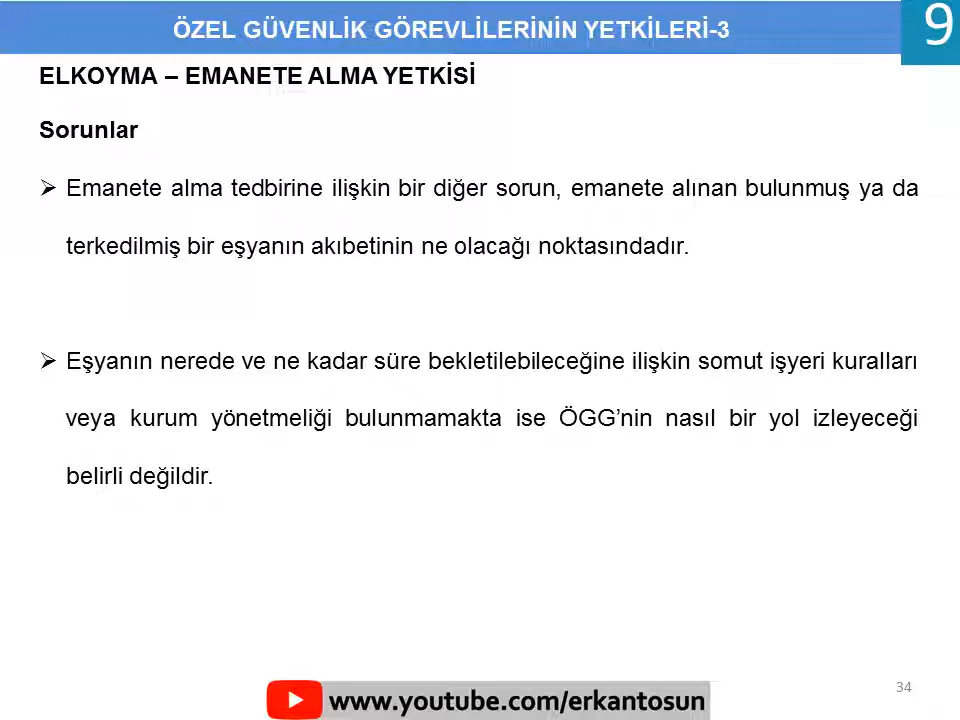 ÖZEL GÜVENLİK GÖREVLİLERİNİN YETKİLERİ-3
9
ELKOYMA – EMANETE ALMA YETKİSİ
Sorunlar
➢ Emanete alma tedbirine ilişkin bir diğer sorun, emanete alınan bulunmuş ya da
terkedilmiş bir eşyanın akıbetinin ne olacağı noktasındadır.
➢ Eşyanın nerede ve ne kadar süre bekletilebileceğine ilişkin somut işyeri kuralları
veya kurum yönetmeliği bulunmamakta ise ÖGG’nin nasıl bir yol izleyeceği
belirli değildir.
34
www.youtube.com/erkantosun